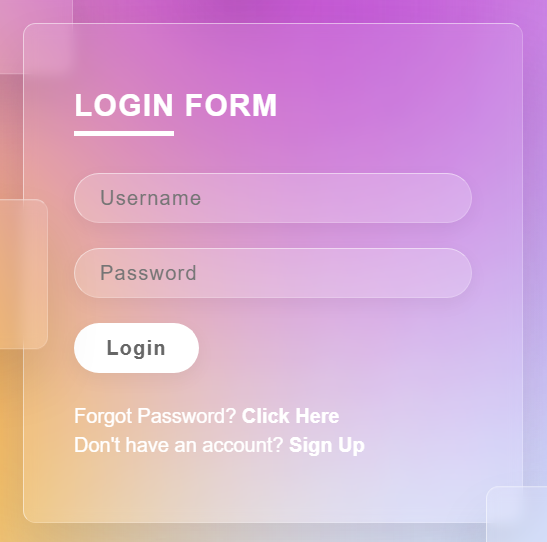 LOGIN FORM
Username
Password
Login
Forgot Password? Click Here
Don't have an account? Sign Up